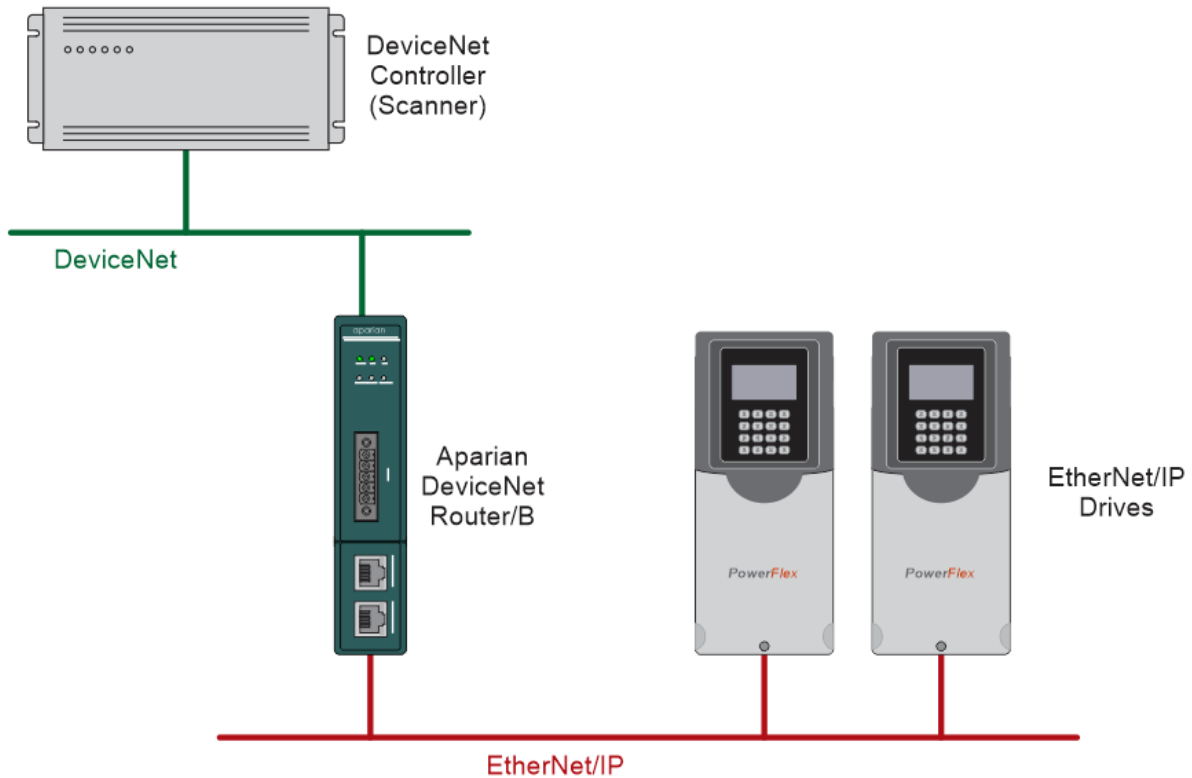 DeviceNet
Controller
(Scanner)
DeviceNet
aparian
Aparian
DeviceNet
Router/B
EtherNet/IP
Drives
PowerFlex
PowerFlex
EtherNet/IP